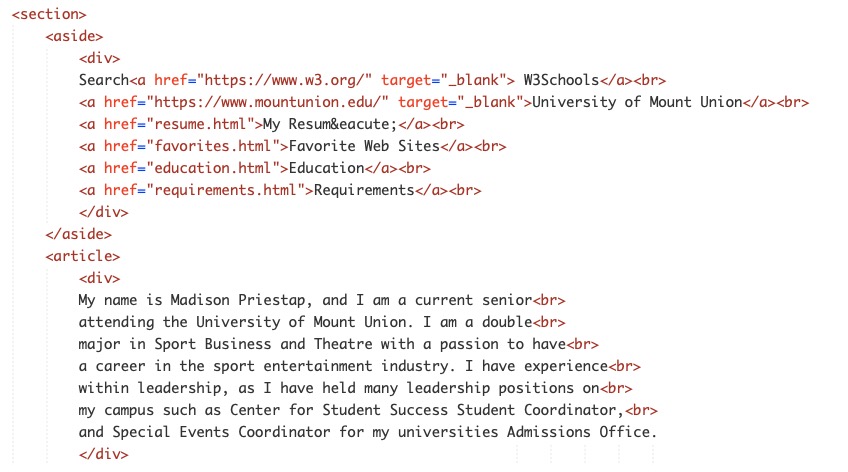 <section>
<aside>
<div>
Search<a href="https://www.w3.org/" target="_blank"> W3Schools</a><br>
<a href="https://www.mountunion.edu/" target="_blank">University of Mount Union</a><br>
<a href="resume.html">My Resum&eacute;</a><br>
<a href="favorites.html">Favorite Web Sites</a><br>
<a href="education.html">Education</a><br>
<a href="requirements.html">Requirements</a><br>
</div>
</aside>
<article>
<div>
My name is Madison Priestap, and I am a current senior<br>
attending the University of Mount Union. I am a double<br>
major in Sport Business and Theatre with a passion to have<br>
a career in the sport entertainment industry. I have experience<br>
within leadership, as I have held many leadership positions on<br>
my campus such as Center for Student Success Student Coordinator,<br>
and Special Events Coordinator for my universities Admissions Office.
</div>